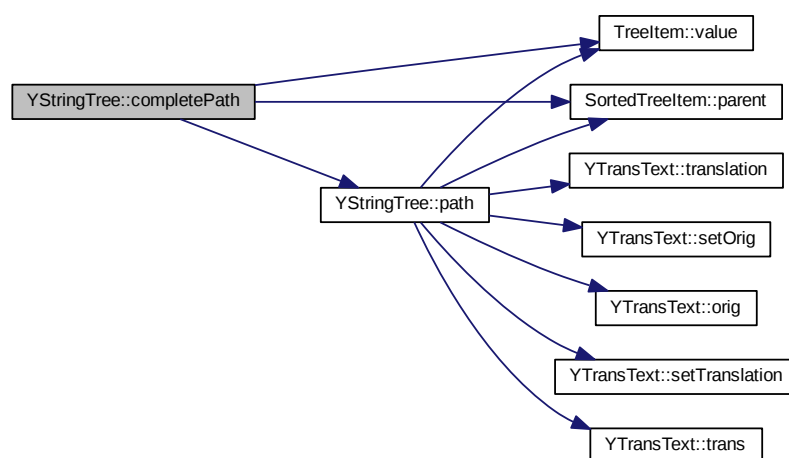 TreeItem::value
YStringTree::completePath
SortedTreeItem::parent
YTransText::translation
YStringTree::path
YTransText::setOrig
YTransText::orig
YTransText::setTranslation
YTransText::trans